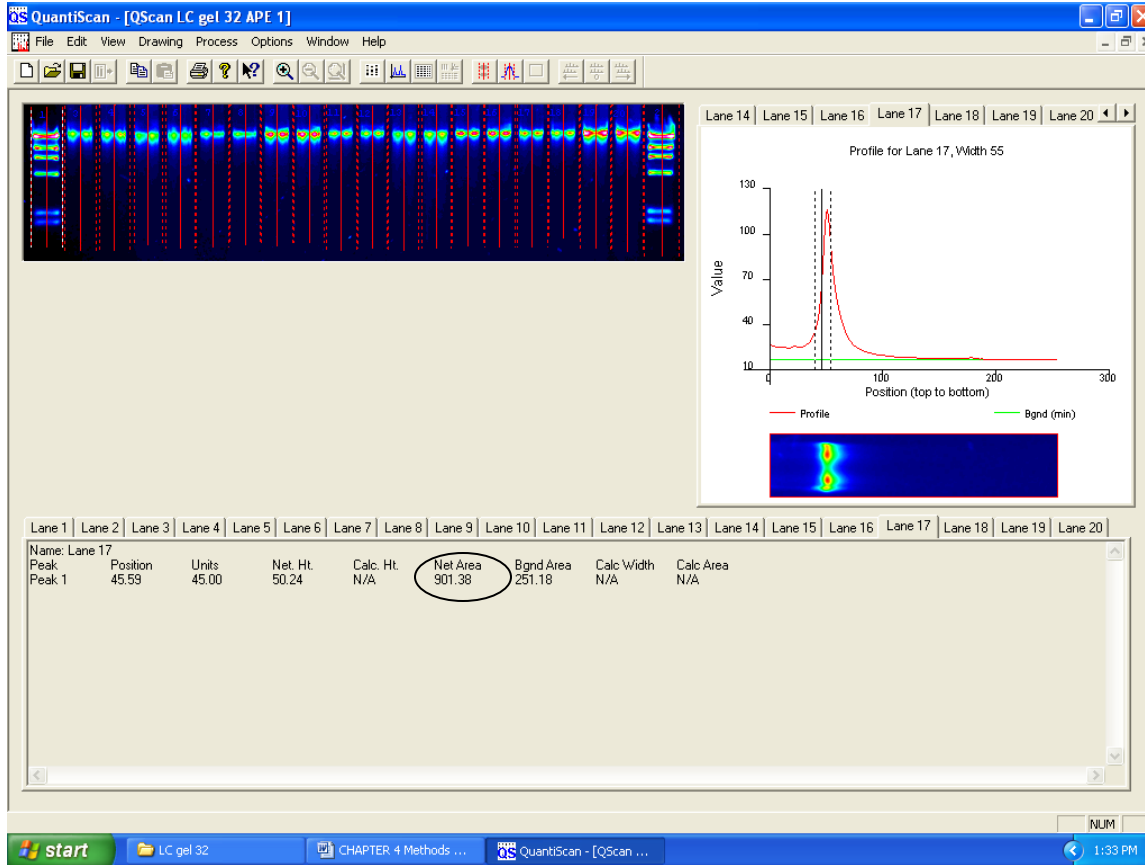 QS QuantiScan - [QScan LC gel 32 APE 1]
File Edit View Drawing Process Options Window Help
Lane 14 Lane 15 Lane 16 Lane 17 Lane 18 Lane 19 Lane 20
Profile for Lane 17, Width 55
130
100
70
40
10
Value
0 100 200 300
Position (top to bottom)
Profile Bgnd (min)
Lane 1 Lane 2 Lane 3 Lane 4 Lane 5 Lane 6 Lane 7 Lane 8 Lane 9 Lane 10 Lane 11 Lane 12 Lane 13 Lane 14 Lane 15 Lane 16 Lane 17 Lane 18 Lane 19 Lane 20
Name: Lane 17
Peak Position Units Net. Ht. Calc. Ht. Net Area Bgnd Area Calc Width Calc Area
Peak 1 45.59 45.00 50.24 N/A 901.38 251.18 N/A N/A
NUM
start LC gel 32 CHAPTER 4 Methods ... QS QuantiScan - [QScan ... 1:33 PM